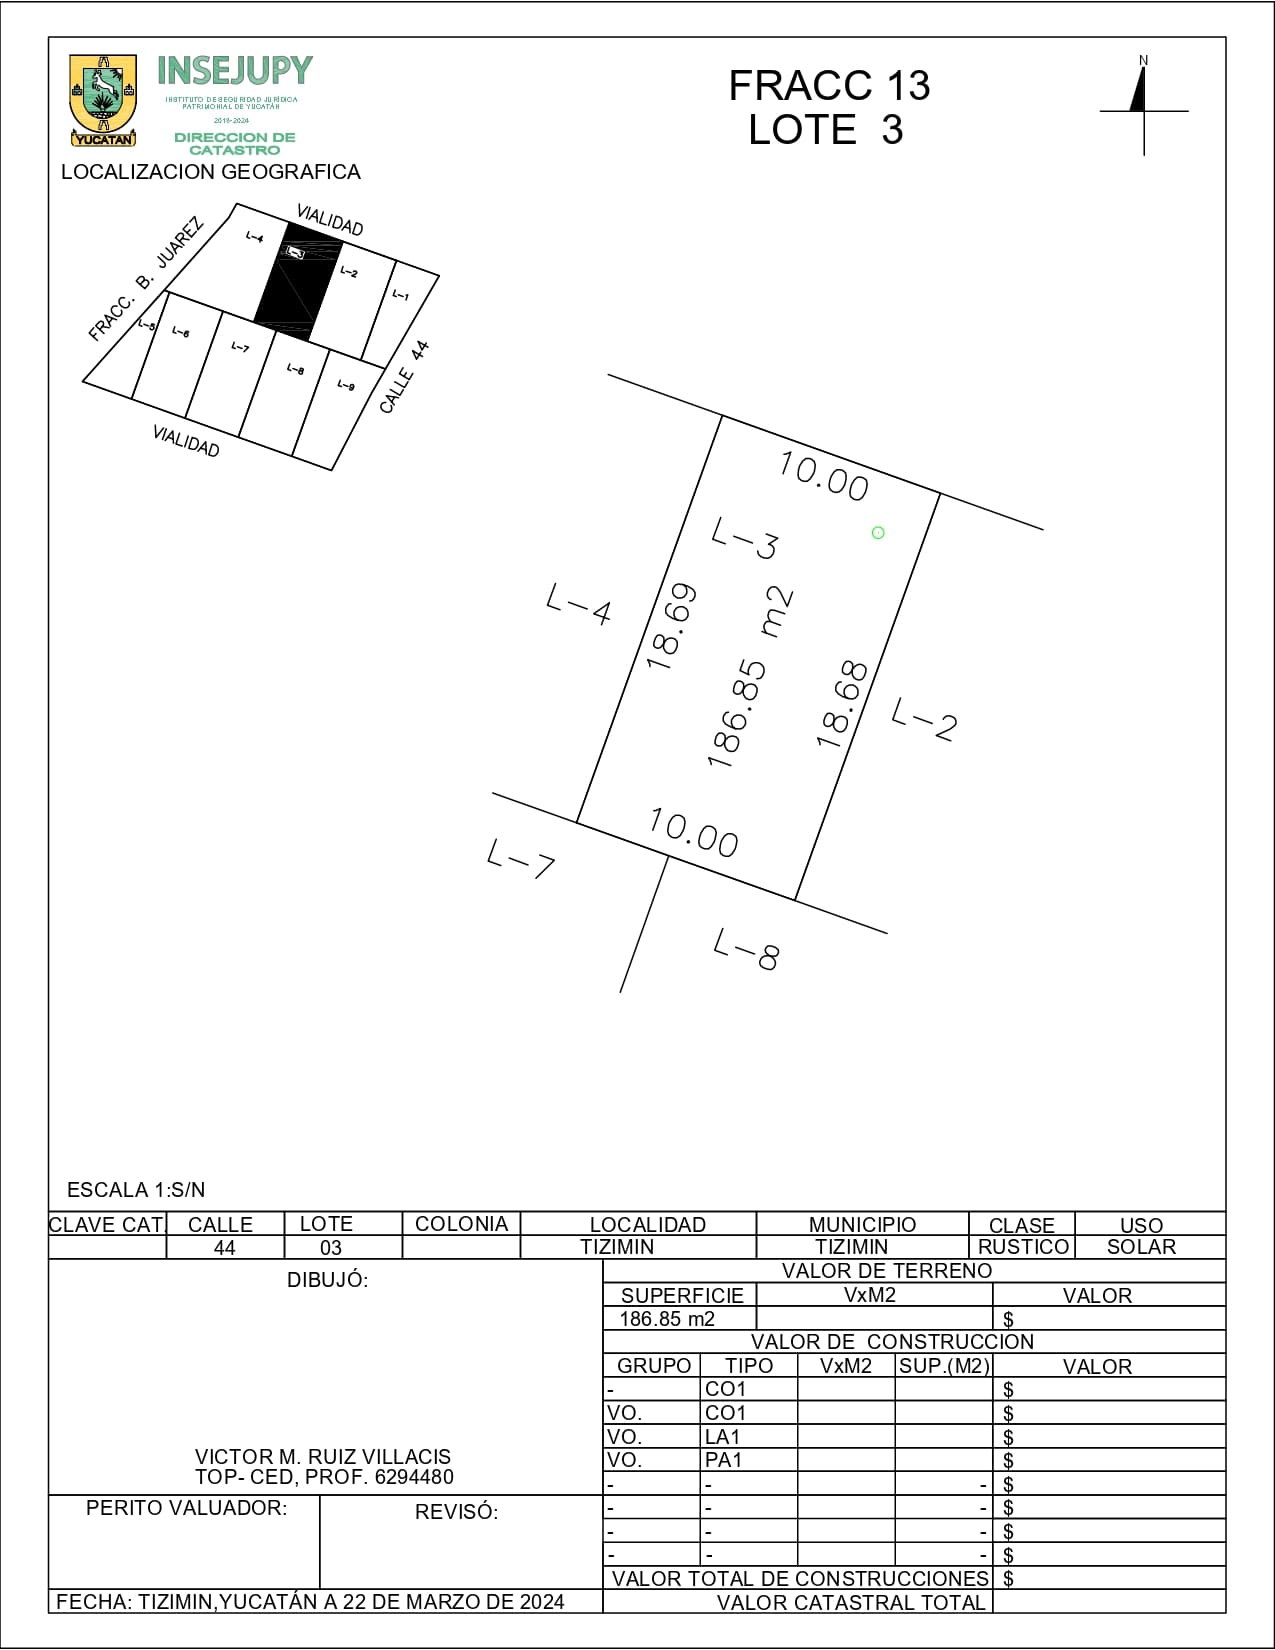 YUCATAN
INSEJUPY
INSTITUTO DE SEGURIDAD JURÍDICA
PATRIMONIAL DE YUCATÁN
2018-2024
DIRECCION DE
CATASTRO
FRACC 13
LOTE 3
N
LOCALIZACION GEOGRAFICA
VIALIDAD
FRACC. B. JUAREZ
L-4
L-2
L-1
L-5
L-6
L-7
L-8
L-9
CALLE 44
VIALIDAD
10.00
L-3
L-4
18.69
186.85 m2
18.68
L-2
10.00
L-7
L-8
ESCALA 1:S/N
CLAVE CAT. CALLE LOTE COLONIA LOCALIDAD MUNICIPIO CLASE USO
44 03 TIZIMIN TIZIMIN RUSTICO SOLAR
DIBUJÓ:
VICTOR M. RUIZ VILLACIS
TOP- CED, PROF. 6294480
PERITO VALUADOR:
REVISÓ:
FECHA: TIZIMIN,YUCATÁN A 22 DE MARZO DE 2024
VALOR DE TERRENO
SUPERFICIE VxM2 VALOR
186.85 m2 $
VALOR DE CONSTRUCCION
GRUPO TIPO VxM2 SUP.(M2) VALOR
- CO1 $
VO. CO1 $
VO. LA1 $
VO. PA1 $
- - - $
- - - $
- - - $
- - - $
VALOR TOTAL DE CONSTRUCCIONES $
VALOR CATASTRAL TOTAL